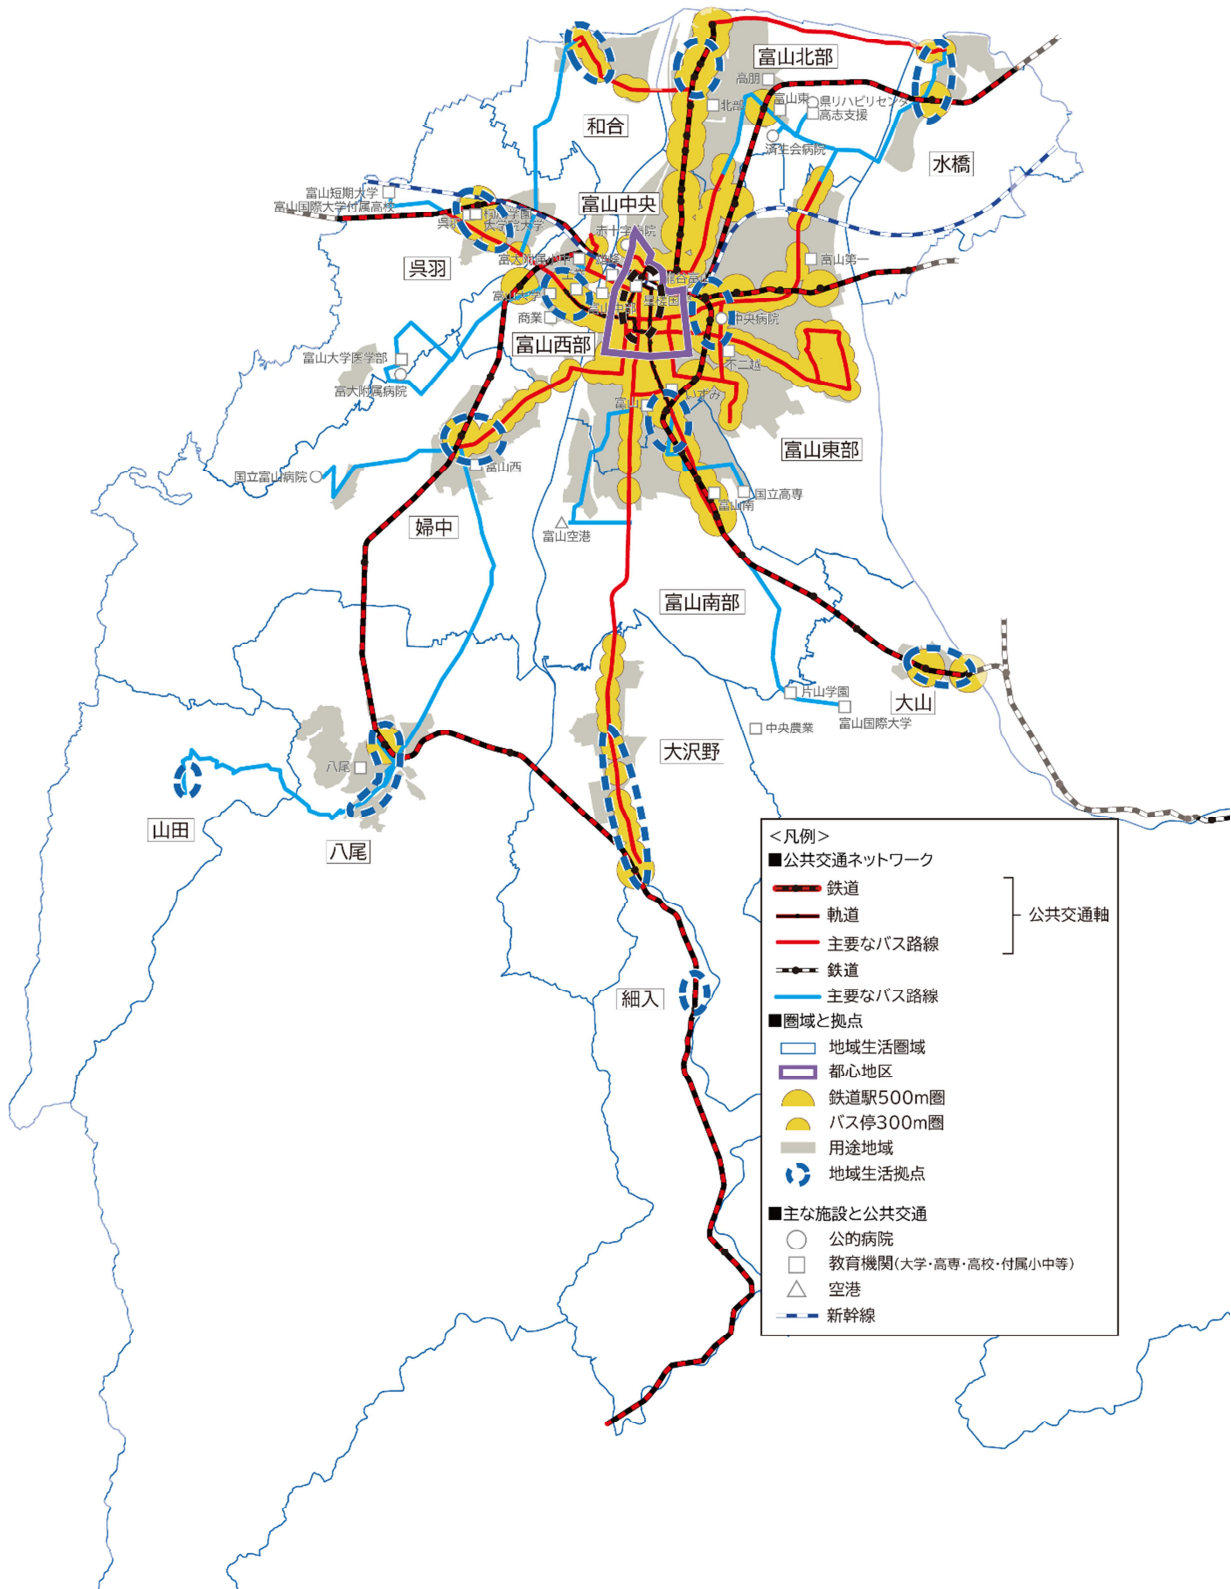 富山北部
高朋
富山東
県リハビリセンタ
北部
高志支援
和合
済生会病院
水橋
富山短期大学
富山国際大学付属高校
富山中央
赤十字病院
呉羽
富山第一
富山大学
中央病院
商業
富山西部
不二越
富山大学医学部
富大附属病院
富山
いずみ
富山東部
富山西
国立富山病院
国立高専
富山南
婦中
富山空港
富山南部
片山学園
大山
富山国際大学
中央農業
大沢野
八尾
山田
八尾
細入
<凡例>
■公共交通ネットワーク
鉄道
軌道
公共交通軸
主要なバス路線
鉄道
主要なバス路線
■圏域と拠点
地域生活圏域
都心地区
鉄道駅500m圏
バス停300m圏
用途地域
地域生活拠点
■主な施設と公共交通
公的病院
教育機関(大学・高専・高校・付属小中等)
空港
新幹線